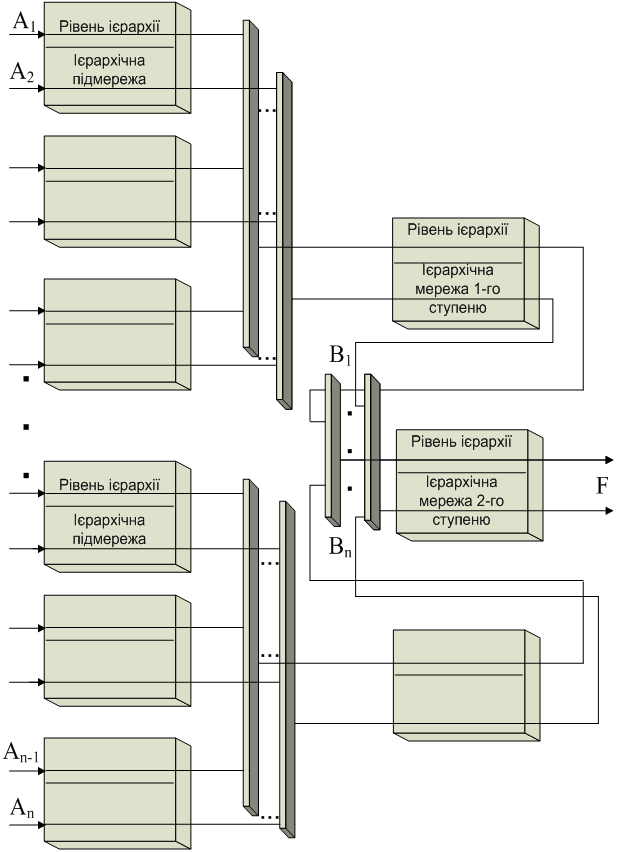 A1
Рівень ієрархії
Ієрархічна
підмережа
A2
Рівень ієрархії
Ієрархічна
мережа 1-го
ступеню
B1
Рівень ієрархії
Ієрархічна
мережа 2-го
ступеню
F
Bn
Рівень ієрархії
Ієрархічна
підмережа
An-1
An